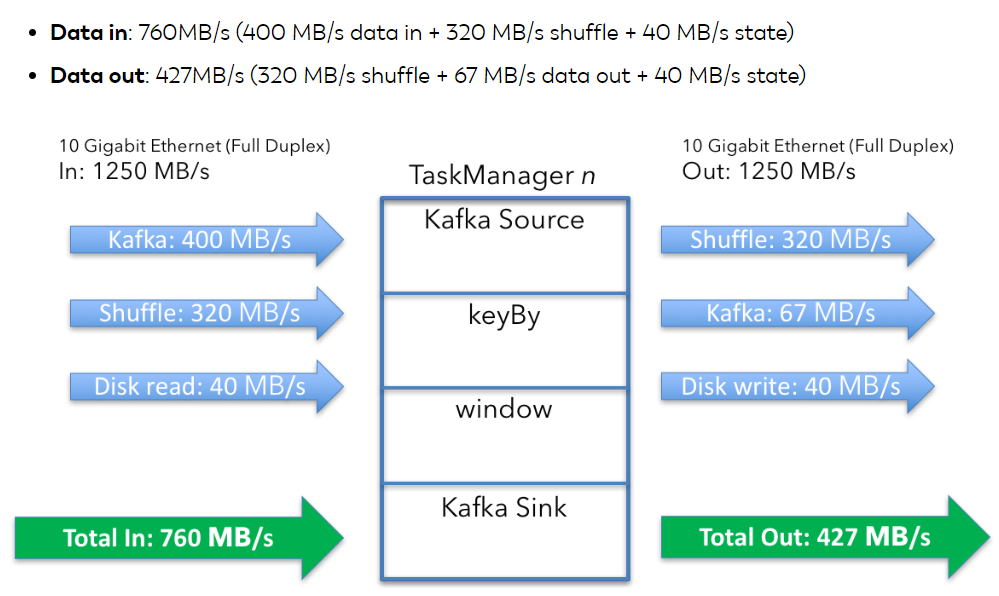 Data in: 760MB/s (400 MB/s data in + 320 MB/s shuffle + 40 MB/s state)
Data out: 427MB/s (320 MB/s shuffle + 67 MB/s data out + 40 MB/s state)
10 Gigabit Ethernet (Full Duplex)
In: 1250 MB/s
TaskManager n
10 Gigabit Ethernet (Full Duplex)
Out: 1250 MB/s
Kafka: 400 MB/s
Kafka Source
Shuffle: 320 MB/s
Shuffle: 320 MB/s
keyBy
Kafka: 67 MB/s
Disk read: 40 MB/s
window
Disk write: 40 MB/s
Total In: 760 MB/s
Kafka Sink
Total Out: 427 MB/s